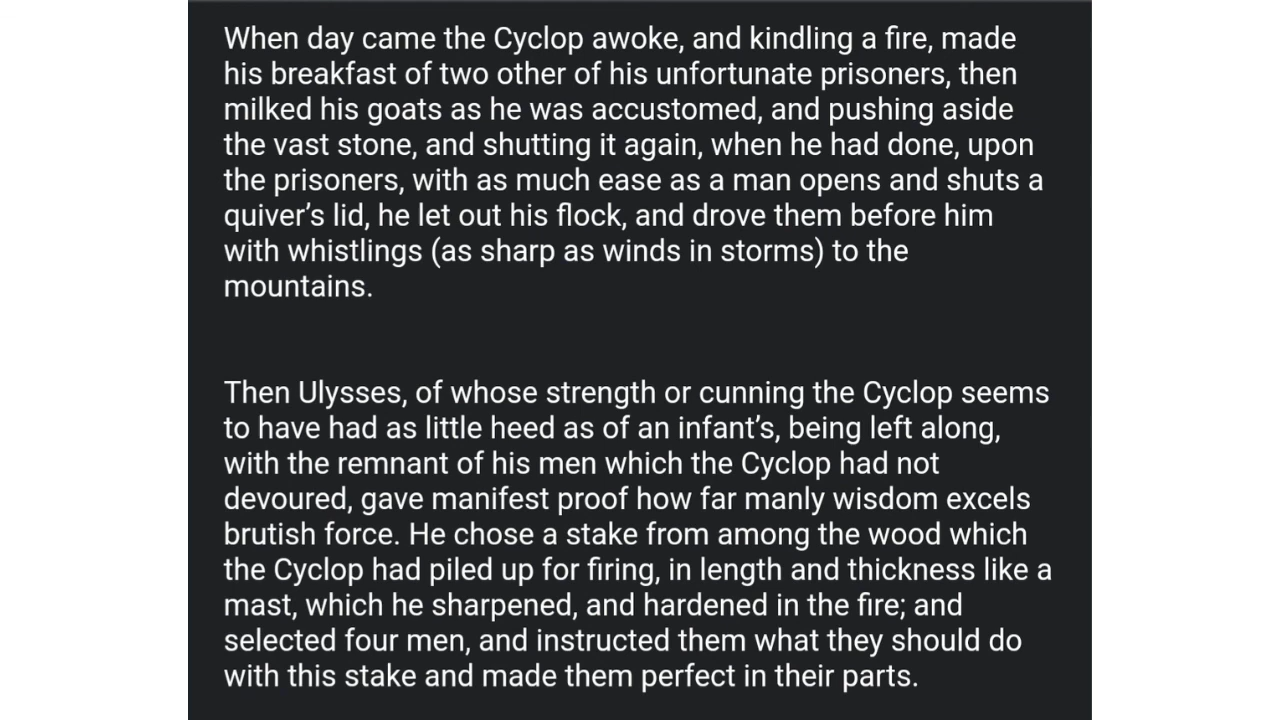 When day came the Cyclop awoke, and kindling a fire, made
his breakfast of two other of his unfortunate prisoners, then
milked his goats as he was accustomed, and pushing aside
the vast stone, and shutting it again, when he had done, upon
the prisoners, with as much ease as a man opens and shuts a
quiver’s lid, he let out his flock, and drove them before him
with whistlings (as sharp as winds in storms) to the
mountains.
Then Ulysses, of whose strength or cunning the Cyclop seems
to have had as little heed as of an infant’s, being left along,
with the remnant of his men which the Cyclop had not
devoured, gave manifest proof how far manly wisdom excels
brutish force. He chose a stake from among the wood which
the Cyclop had piled up for firing, in length and thickness like a
mast, which he sharpened, and hardened in the fire; and
selected four men, and instructed them what they should do
with this stake and made them perfect in their parts.